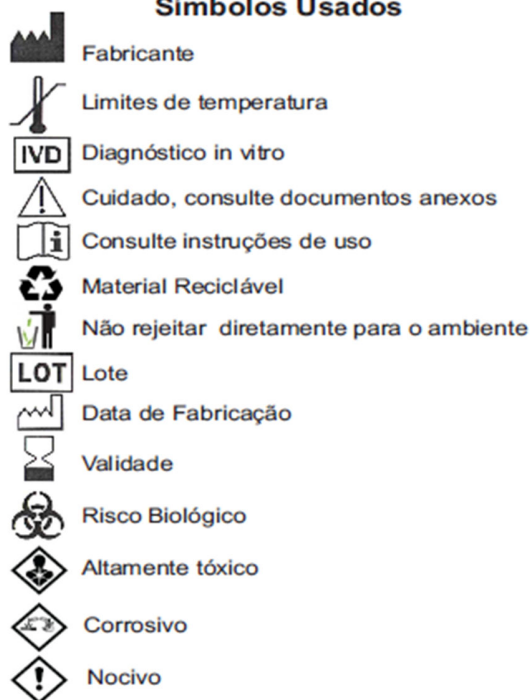 Símbolos Usados
Fabricante
Limites de temperatura
IVD Diagnóstico in vitro
Cuidado, consulte documentos anexos
i Consulte instruções de uso
Material Reciclável
Não rejeitar diretamente para o ambiente
LOT Lote
Data de Fabricação
Validade
Risco Biológico
Altamente tóxico
Corrosivo
Nocivo